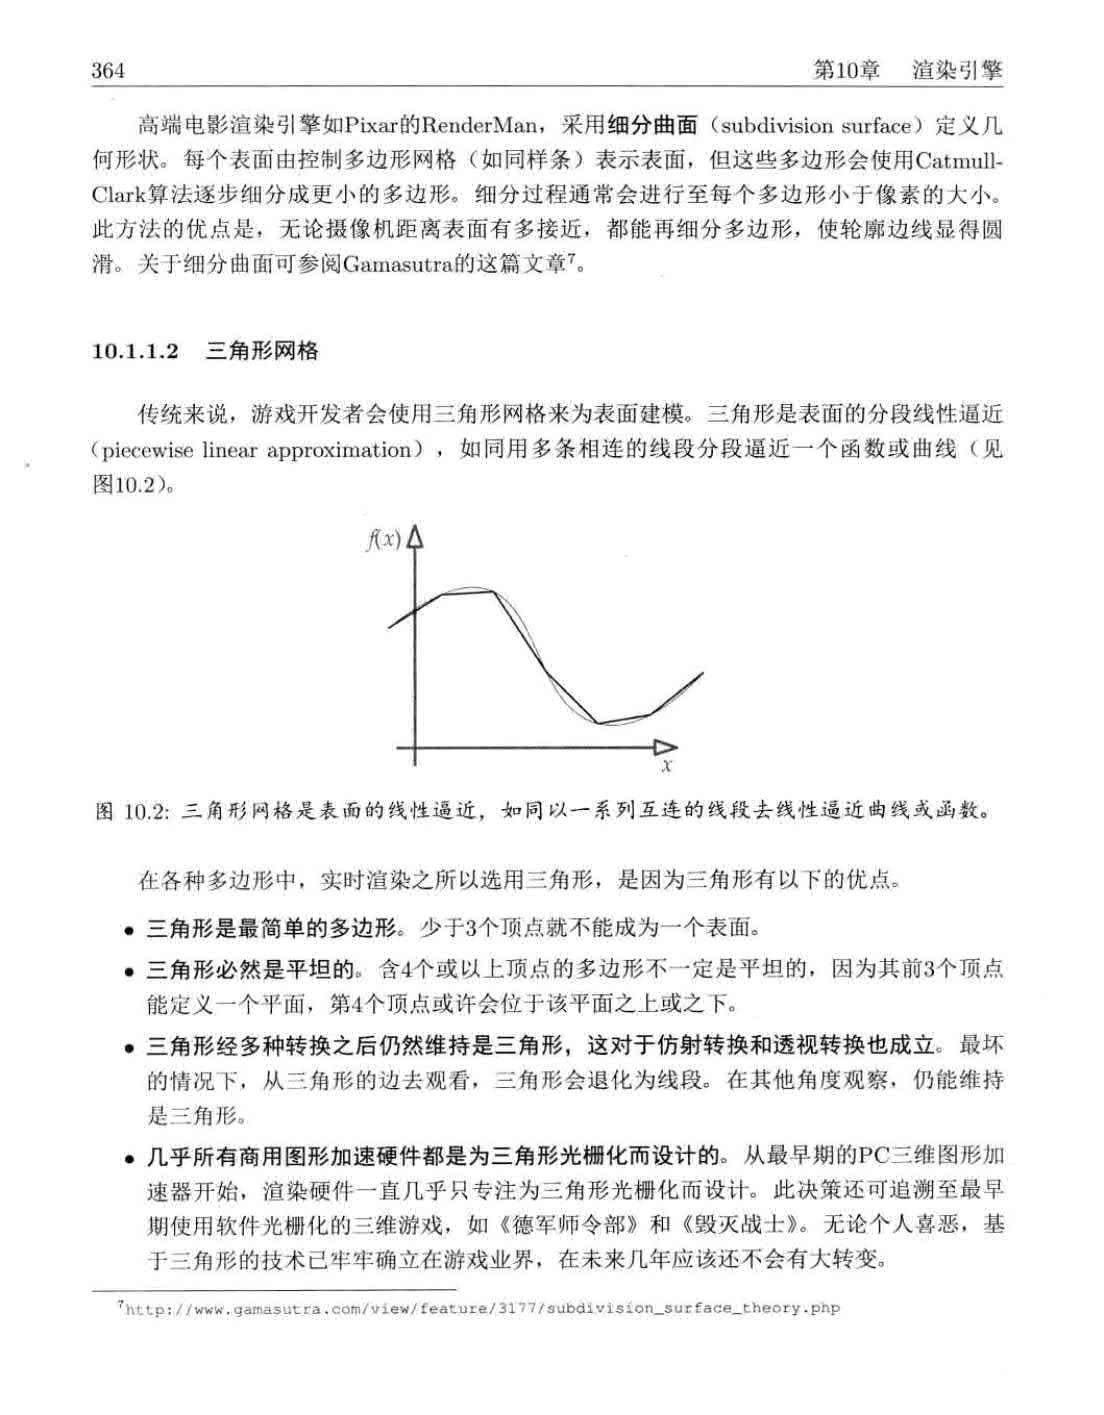 364
第10章 渲染引擎
高端电影渲染引擎如Pixar的RenderMan，采用细分曲面（subdivision surface）定义几
何形状。每个表面由控制多边形网格（如同样条）表示表面，但这些多边形会使用Catmull-
Clark算法逐步细分成更小的多边形。细分过程通常会进行至每个多边形小于像素的大小。
此方法的优点是，无论摄像机距离表面有多接近，都能再细分多边形，使轮廓边线显得圆
滑。关于细分曲面可参阅Gamasutra的这篇文章7。
10.1.1.2 三角形网格
传统来说，游戏开发者会使用三角形网格来为表面建模。三角形是表面的分段线性逼近
（piecewise linear approximation），如同用多条相连的线段分段逼近一个函数或曲线（见
图10.2）。
f(x)
x
图 10.2: 三角形网格是表面的线性逼近，如同以一系列互连的线段去线性逼近曲线或函数。
在各种多边形中，实时渲染之所以选用三角形，是因为三角形有以下的优点。
• 三角形是最简单的多边形。少于3个顶点就不能成为一个表面。
• 三角形必然是平坦的。含4个或以上顶点的多边形不一定是平坦的，因为其前3个顶点
能定义一个平面，第4个顶点或许会位于该平面之上或之下。
• 三角形经多种转换之后仍然维持是三角形，这对于仿射转换和透视转换也成立。最坏
的情况下，从三角形的边去观看，三角形会退化为线段。在其他角度观察，仍能维持
是三角形。
• 几乎所有商用图形加速硬件都是为三角形光栅化而设计的。从最早期的PC三维图形加
速器开始，渲染硬件一直几乎只专注为三角形光栅化而设计。此决策还可追溯至最早
期使用软件光栅化的三维游戏，如《德军师令部》和《毁灭战士》。无论个人喜恶，基
于三角形的技术已牢牢确立在游戏业界，在未来几年应该还不会有大转变。
7http://www.gamasutra.com/view/feature/3177/subdivision_surface_theory.php